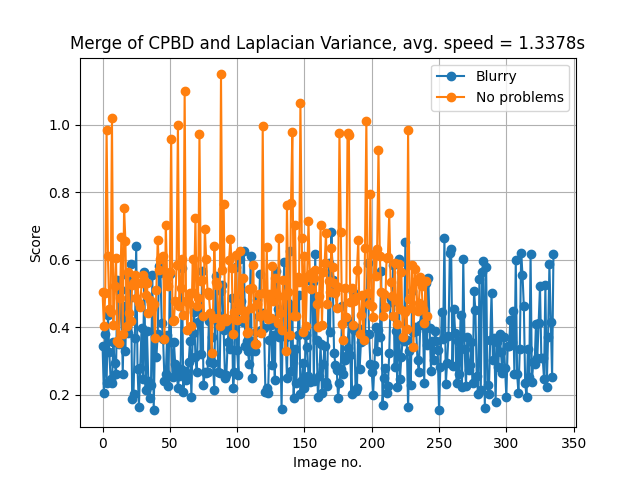 Merge of CPBD and Laplacian Variance, avg. speed = 1.3378s
Blurry
No problems
Score
1.0
0.8
0.6
0.4
0.2
0 50 100 150 200 250 300 350
Image no.